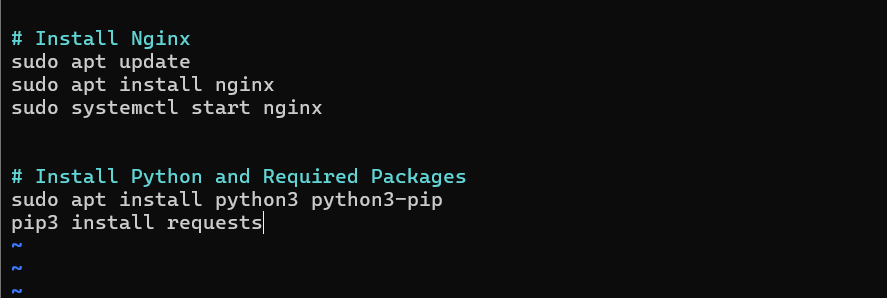 # Install Nginx
sudo apt update
sudo apt install nginx
sudo systemctl start nginx
# Install Python and Required Packages
sudo apt install python3 python3-pip
pip3 install requests
~
~
~